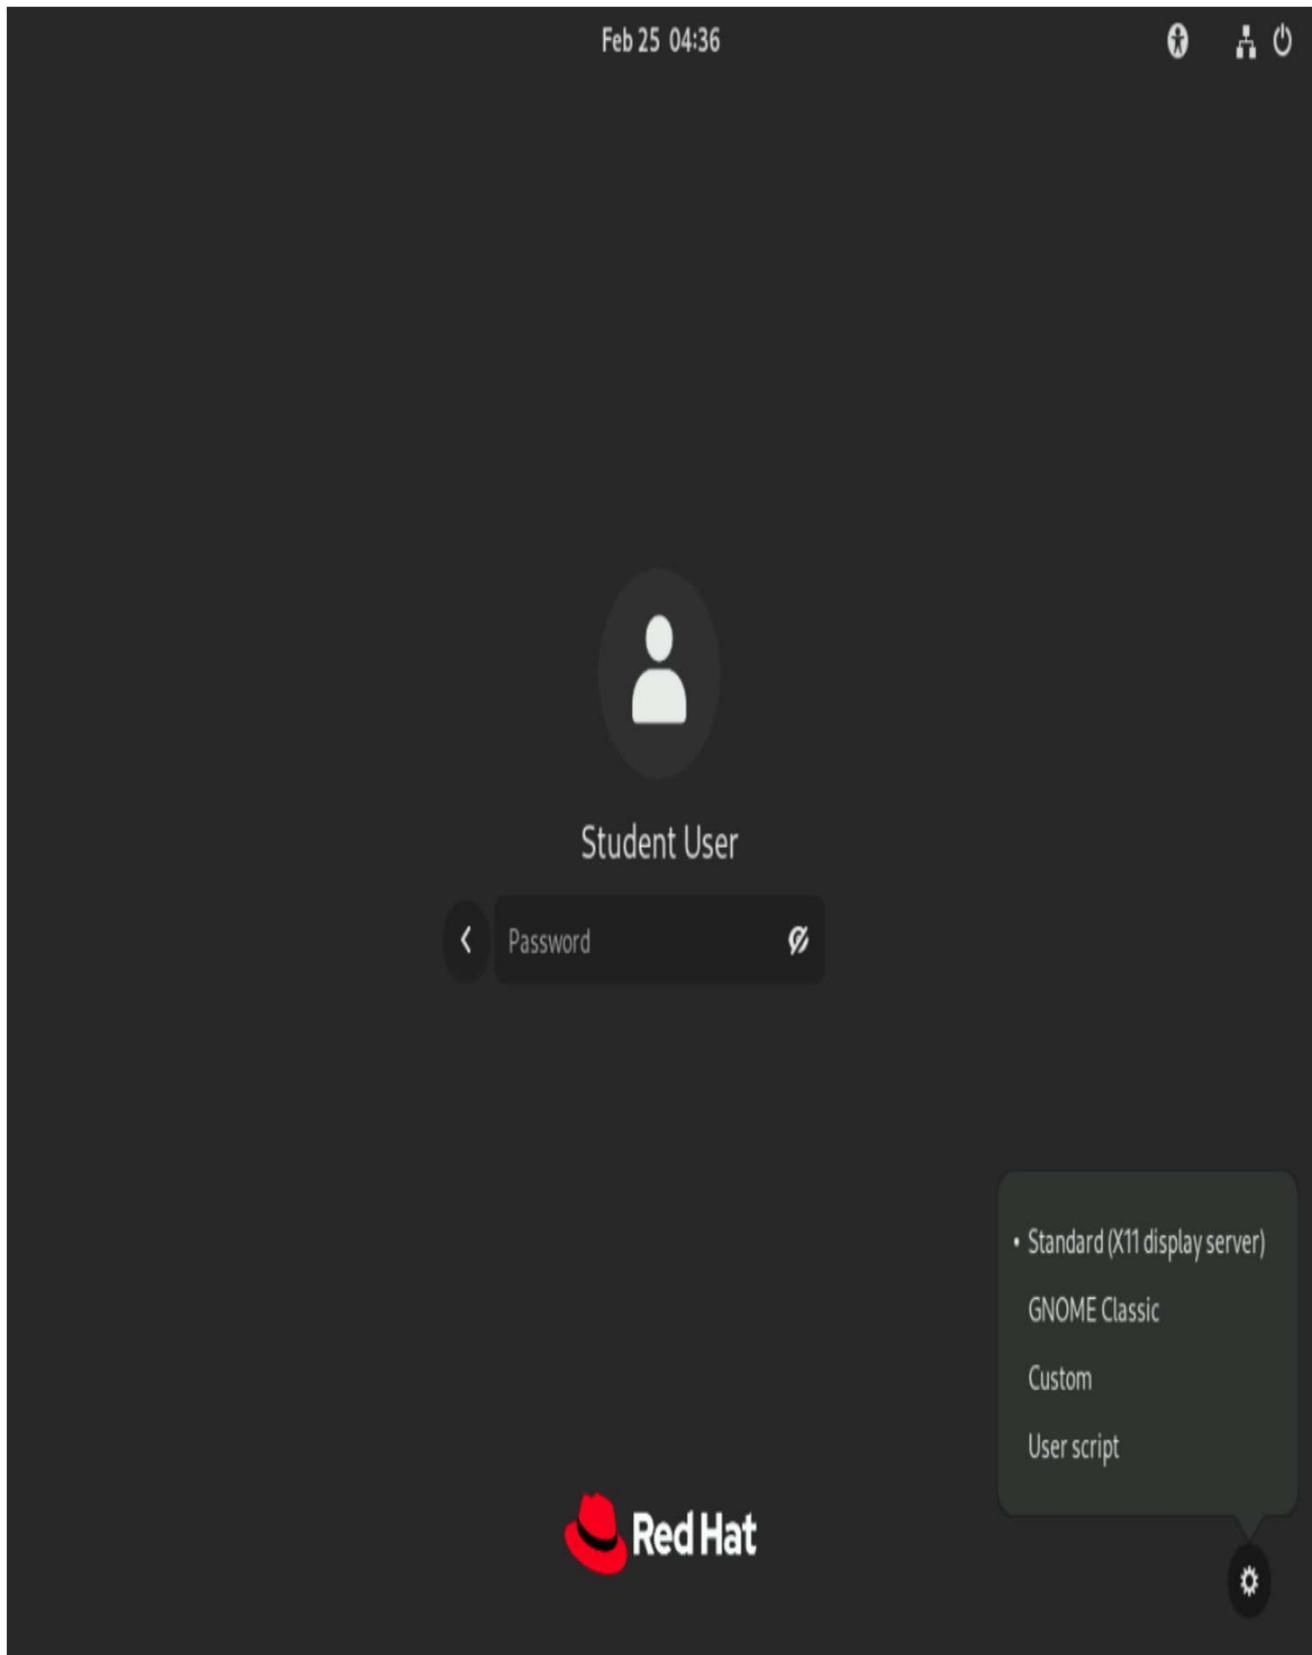 Feb 25 04:36
Student User
Password
• Standard (X11 display server)
GNOME Classic
Custom
User script
Red Hat